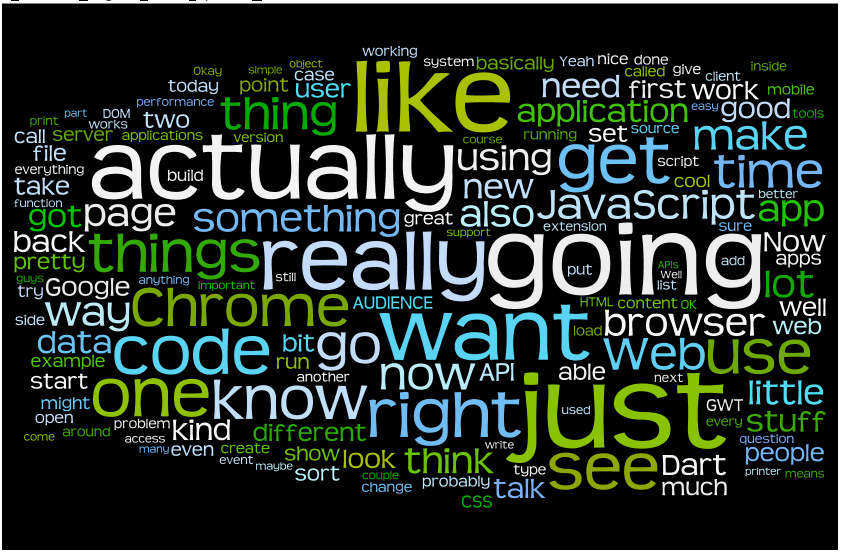 working
Okay simple object system basically Yeah nice done
today case like called give inside
point user need first work client mobile
part DOM performance thing application easy good tools
print works two
call server applications version course running set source make
file actually using get script time
everything build new cool
take JavaScript better
function got page something great also extension sure app
back support Now
pretty things really going put APIs add apps
guys anything important still Well list lot
try Google Chrome AUDIENCE HTML content OK well
side way want load browser web
data code bit go Web use
example run now API able
start another next little
might one know right just used GWT
open problem kind different every stuff
come around access write question
many even create show look think see people
event maybe sort couple type Dart printer means
change probably talk much
CSS